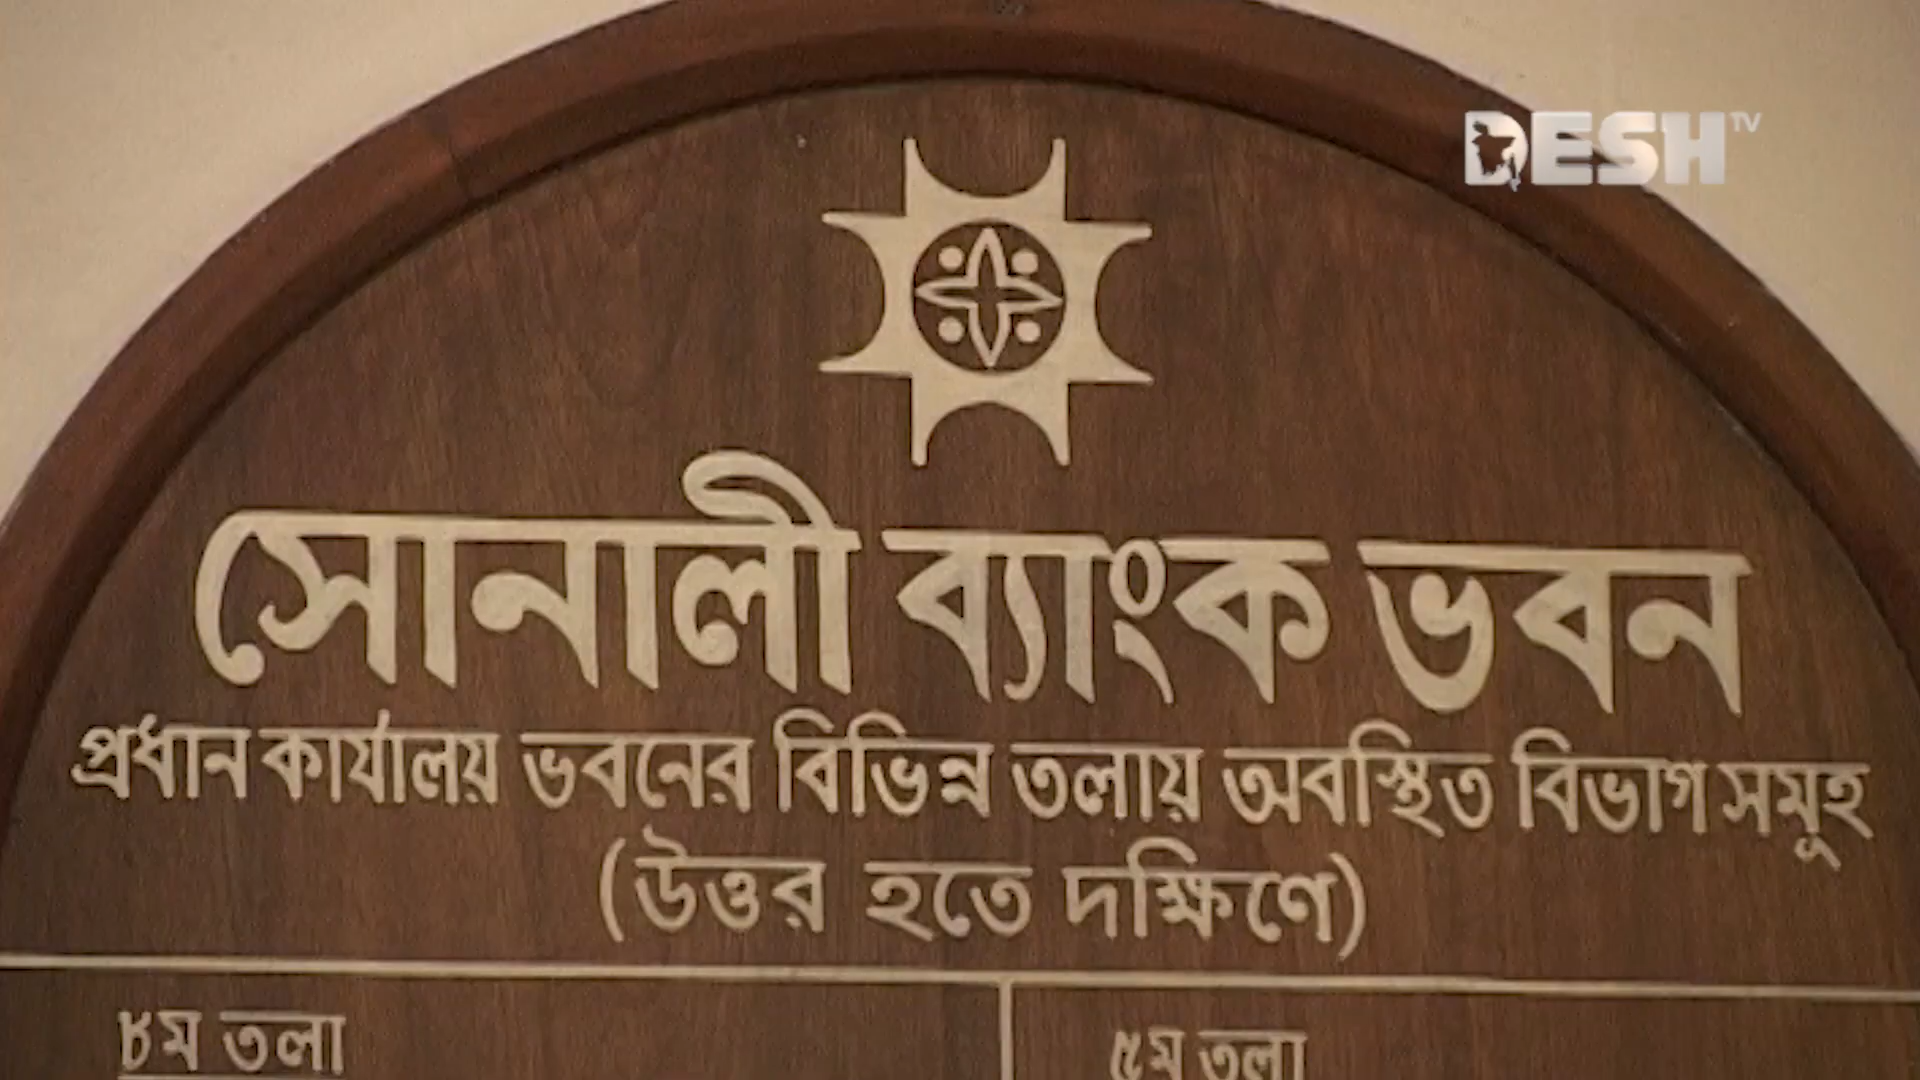 DESH TV
সোনালী ব্যাংক ভবন
প্রধান কার্যালয় ভবনের বিভিন্ন তলায় অবস্থিত বিভাগ সমূহ
(উত্তর হতে দক্ষিণে)
৮ম তলা
৫ম তলা